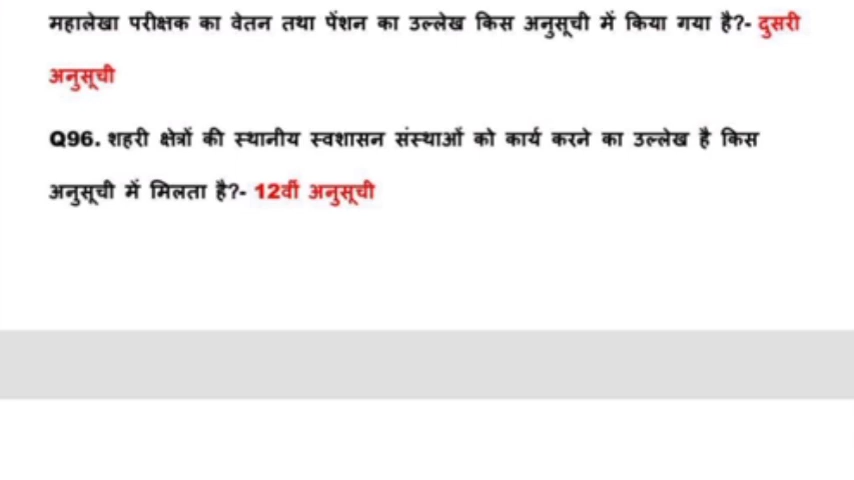 महालेखा परीक्षक का वेतन तथा पेंशन का उल्लेख किस अनुसूची में किया गया है?- दुसरी
अनुसूची
Q96. शहरी क्षेत्रों की स्थानीय स्वशासन संस्थाओं को कार्य करने का उल्लेख है किस
अनुसूची में मिलता है?- 12वीं अनुसूची